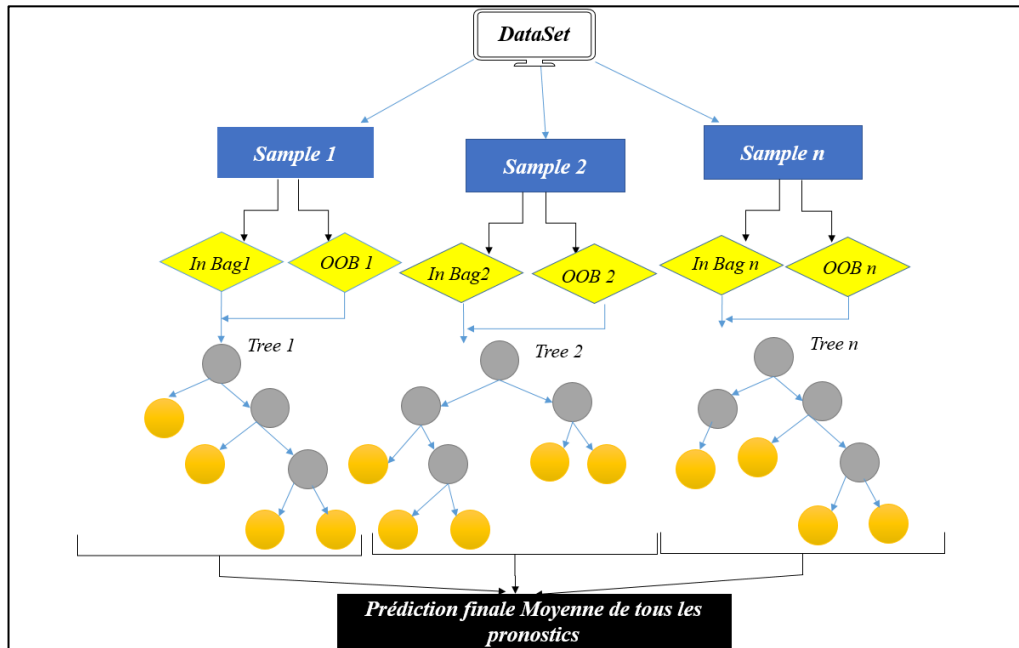 DataSet
Sample 1
Sample 2
Sample n
In Bag1
OOB 1
In Bag2
OOB 2
In Bag n
OOB n
Tree 1
Tree 2
Tree n
Prédiction finale Moyenne de tous les
pronostics